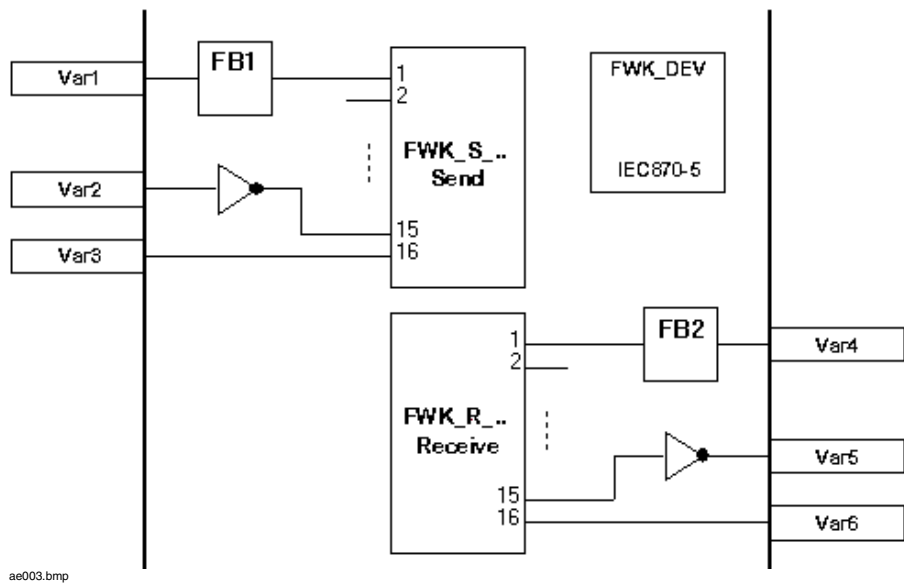 Var1
FB1
1
2
FWK_S_..
Send
FWK_DEV
IEC870-5
Var2
15
Var3
16
1
FB2
Var4
2
FWK_R_..
Receive
Var5
15
16
Var6
ae003.bmp